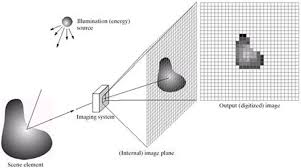 Illumination (energy)
source
Imaging system
Output (digitized) image
(Internal) image plane
Scene element